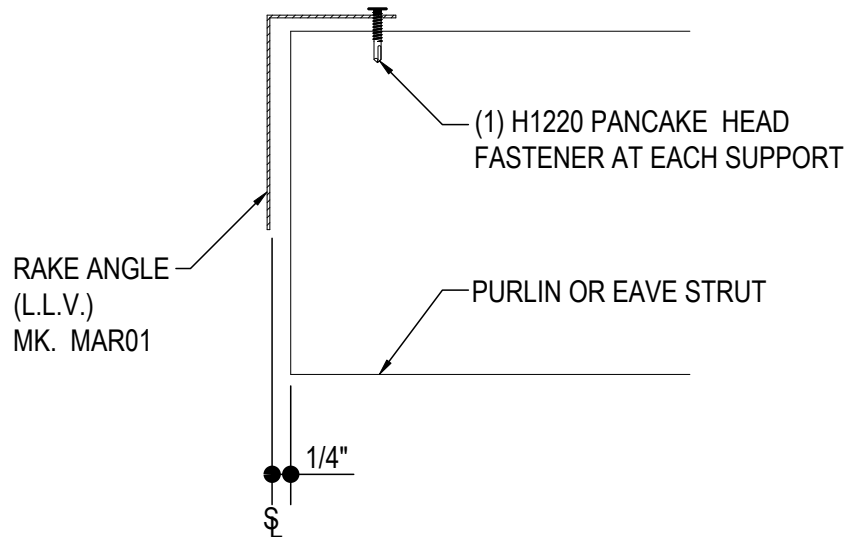 (1) H1220 PANCAKE HEAD
FASTENER AT EACH SUPPORT
RAKE ANGLE
(L.L.V.)
MK. MAR01
PURLIN OR EAVE STRUT
1/4"
SL